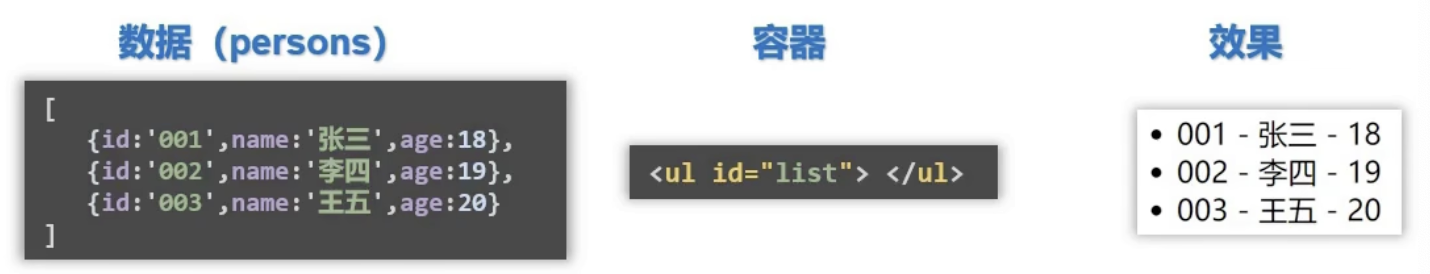 数据（persons）
[
{id:'001',name:'张三',age:18},
{id:'002',name:'李四',age:19},
{id:'003',name:'王五',age:20}
]
容器
<ul id="list"> </ul>
效果
• 001 - 张三 - 18
• 002 - 李四 - 19
• 003 - 王五 - 20